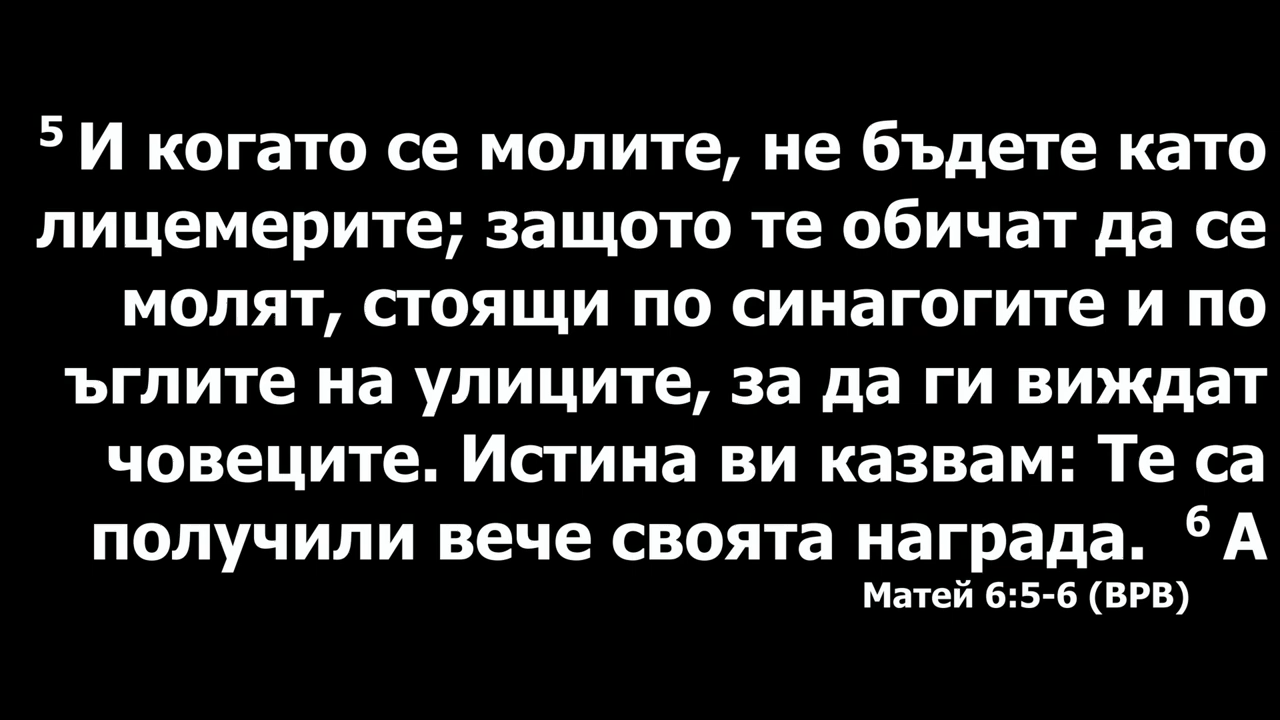 5 И когато се молите, не бъдете като
лицемерите; защото те обичат да се
молят, стоящи по синагогите и по
ъглите на улиците, за да ги виждат
човеците. Истина ви казвам: Те са
получили вече своята награда. 6 А
Матей 6:5-6 (ВРВ)